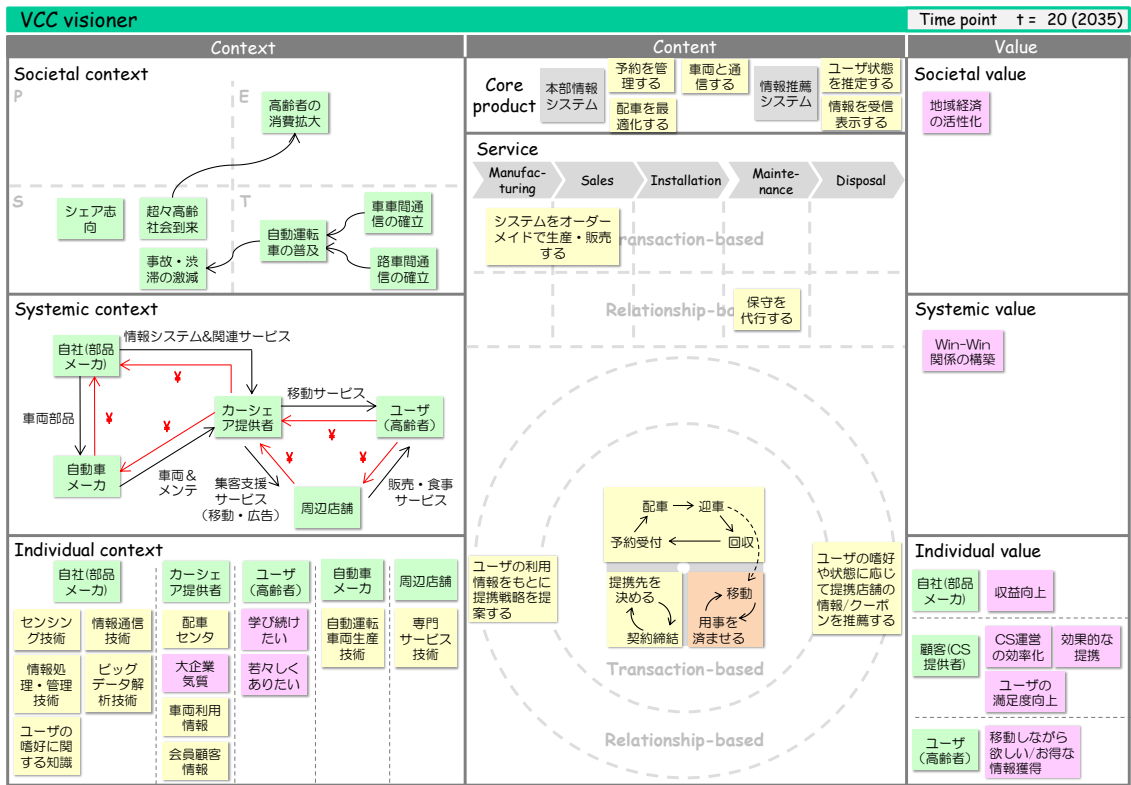 VCC visioner
Time point t = 20 (2035)
Context
Content
Value
Societal context
P
E
高齢者の
消費拡大
S
シェア志
向
超々高齢
社会到来
事故・渋
滞の激減
T
自動運転
車の普及
車車間通
信の確立
路車間通
信の確立
Core
product
本部情報
システム
予約を管
理する
配車を最
適化する
車両と通
信する
情報推薦
システム
ユーザ状態
を推定する
情報を受信
表示する
Service
Manufac-
turing
Sales
Installation
Mainte-
nance
Disposal
システムをオーダー
メイドで生産・販売
する
ransaction-based
Relationship-ba
保守を
代行する
Societal value
地域経済
の活性化
Systemic context
自社(部品
メーカ)
情報システム&関連サービス
¥
車両部品
¥
カーシェ
ア提供者
移動サービス
ユーザ
(高齢者)
¥
¥
自動車
メーカ
車両&
メンテ
集客支援
サービス
(移動・広告)
¥
周辺店舗
¥
販売・食事
サービス
Systemic value
Win-Win
関係の構築
配車
迎車
予約受付
回収
提携先を
決める
契約締結
移動
用事を
済ませる
ユーザの利用
情報をもとに
提携戦略を提
案する
ユーザの嗜好
や状態に応じ
て提携店舗の
情報/クーポ
ンを推薦する
Transaction-based
Relationship-based
Individual context
自社(部品
メーカ)
センシン
グ技術
情報通信
技術
情報処
理・管理
技術
ビッグ
データ解
析技術
ユーザの
嗜好に関
する知識
カーシェ
ア提供者
配車
センタ
大企業
気質
車両利用
情報
会員顧客
情報
ユーザ
(高齢者)
学び続け
たい
若々しく
ありたい
自動車
メーカ
自動運転
車両生産
技術
周辺店舗
専門
サービス
技術
Individual value
自社(部品
メーカ)
収益向上
顧客(CS
提供者)
CS運営
の効率化
効果的な
提携
ユーザの
満足度向上
ユーザ
(高齢者)
移動しながら
欲しい/お得な
情報獲得